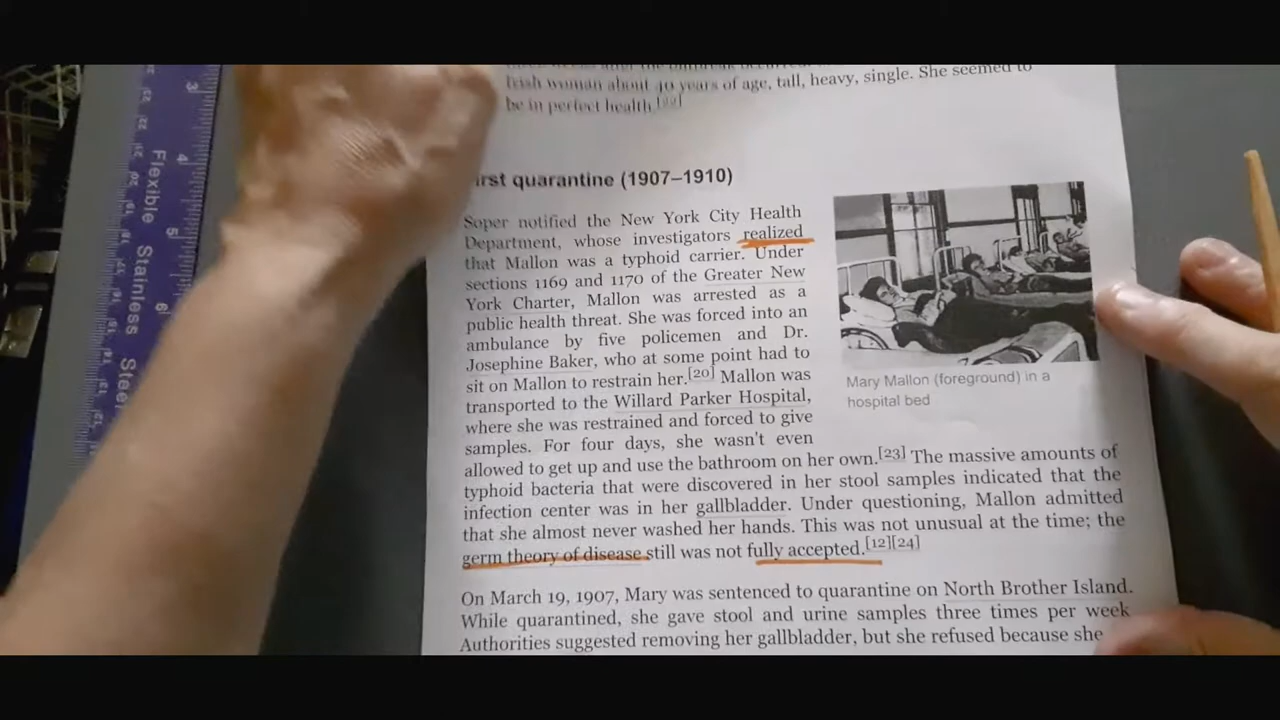 Irish woman about 40 years of age, tall, heavy, single. She seemed to
be in perfect health.[99]
irst quarantine (1907–1910)
Soper notified the New York City Health
Department, whose investigators realized
that Mallon was a typhoid carrier. Under
sections 1169 and 1170 of the Greater New
York Charter, Mallon was arrested as a
public health threat. She was forced into an
ambulance by five policemen and Dr.
Josephine Baker, who at some point had to
sit on Mallon to restrain her.[20] Mallon was
transported to the Willard Parker Hospital,
where she was restrained and forced to give
samples. For four days, she wasn't even
allowed to get up and use the bathroom on her own.[23] The massive amounts of
typhoid bacteria that were discovered in her stool samples indicated that the
infection center was in her gallbladder. Under questioning, Mallon admitted
that she almost never washed her hands. This was not unusual at the time; the
germ theory of disease still was not fully accepted.[12][24]
Mary Mallon (foreground) in a
hospital bed
On March 19, 1907, Mary was sentenced to quarantine on North Brother Island.
While quarantined, she gave stool and urine samples three times per week
Authorities suggested removing her gallbladder, but she refused because she
Flexible Stainless Steel
3
4
5
6